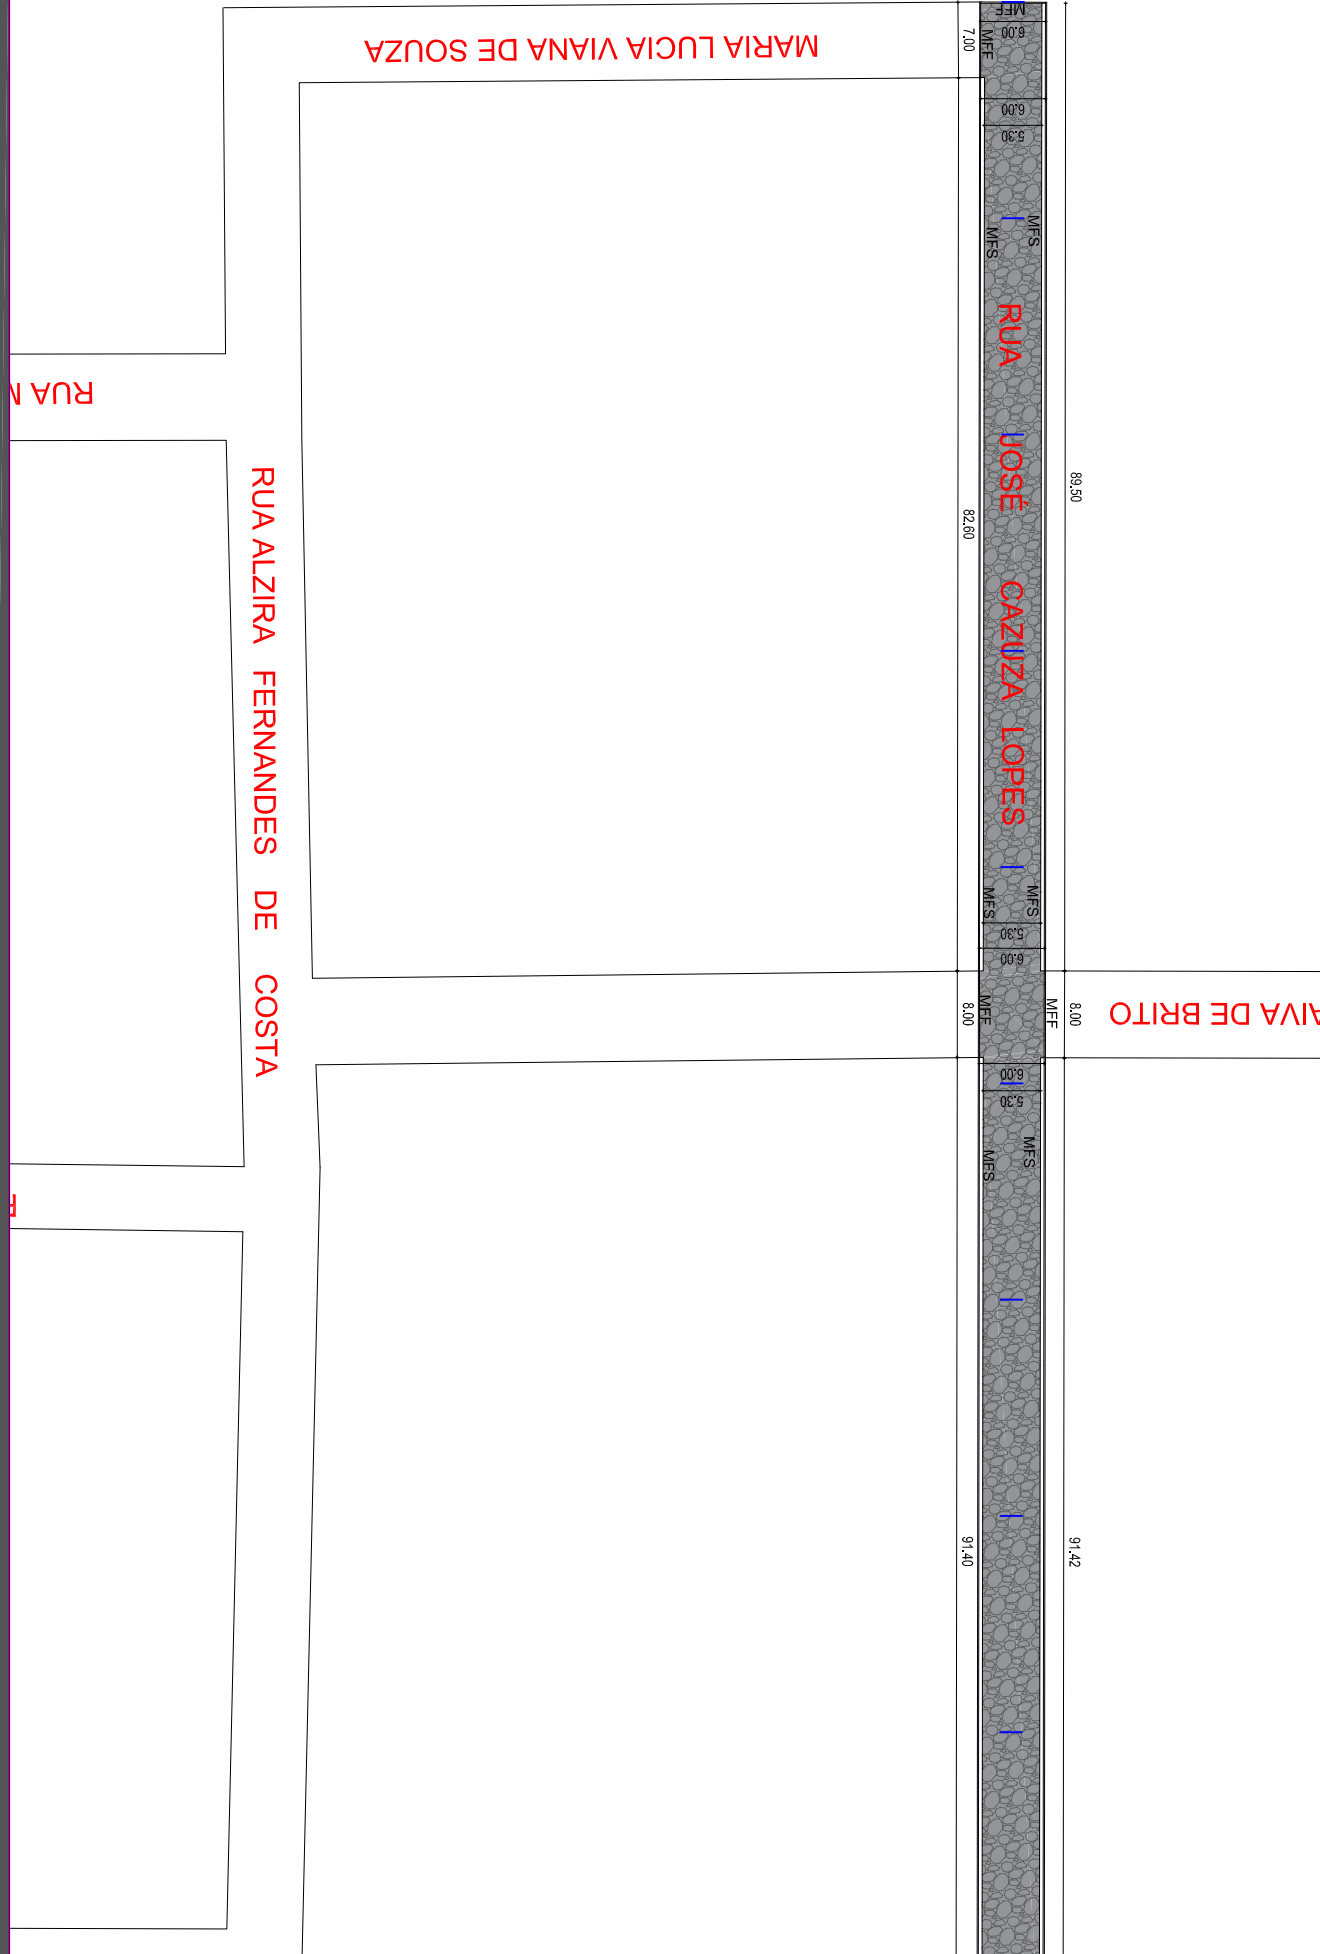 MARIA LUCIA VIANA DE SOUZA
7.00
MFF
6.00
MFF
6.00
5.30
MFS
MFS
RUA JOSÉ CAZUZA LOPES
89.50
82.60
RUA
RUA ALZIRA FERNANDES DE COSTA
MFS
MFS
5.30
6.00
8.00
MFF
MFF
8.00
AIVA DE BRITO
6.00
5.30
MFS
MFS
91.40
91.42